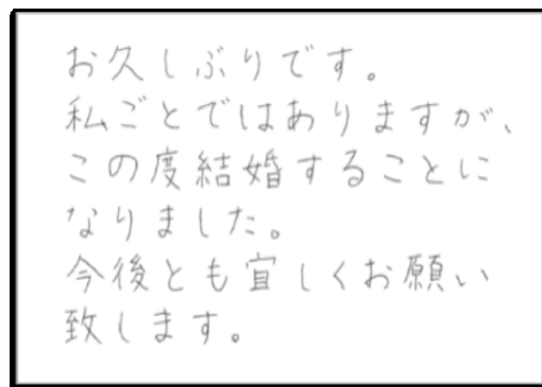 お久しぶりです。
私ごとではありますが、
この度結婚することに
なりました。
今後とも宜しくお願い
致します。